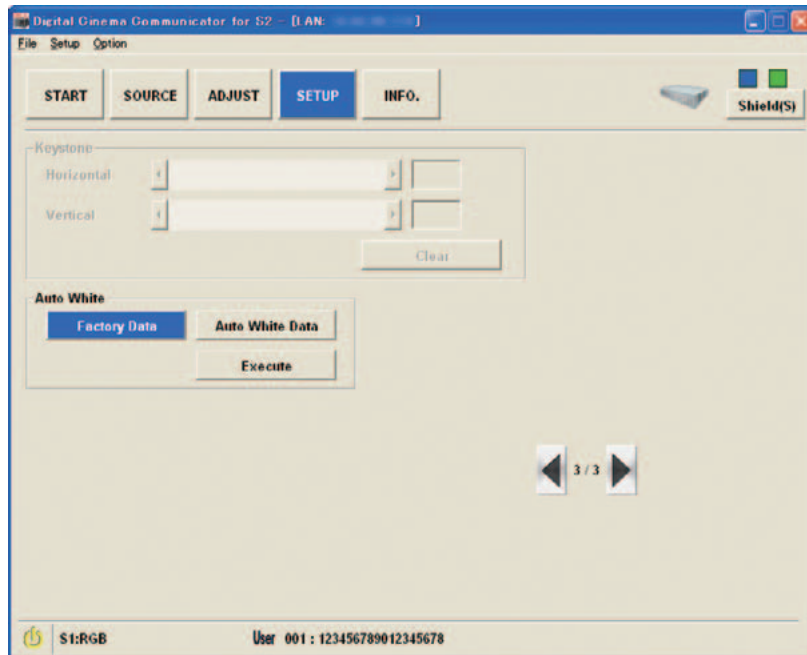 Digital Cinema Communicator for S2 - [LAN: ]
File Setup Option
START SOURCE ADJUST SETUP INFO. Shield(S)
Keystone
Horizontal
Vertical
Clear
Auto White
Factory Data Auto White Data
Execute
3 / 3
S1:RGB User 001 : 123456789012345678